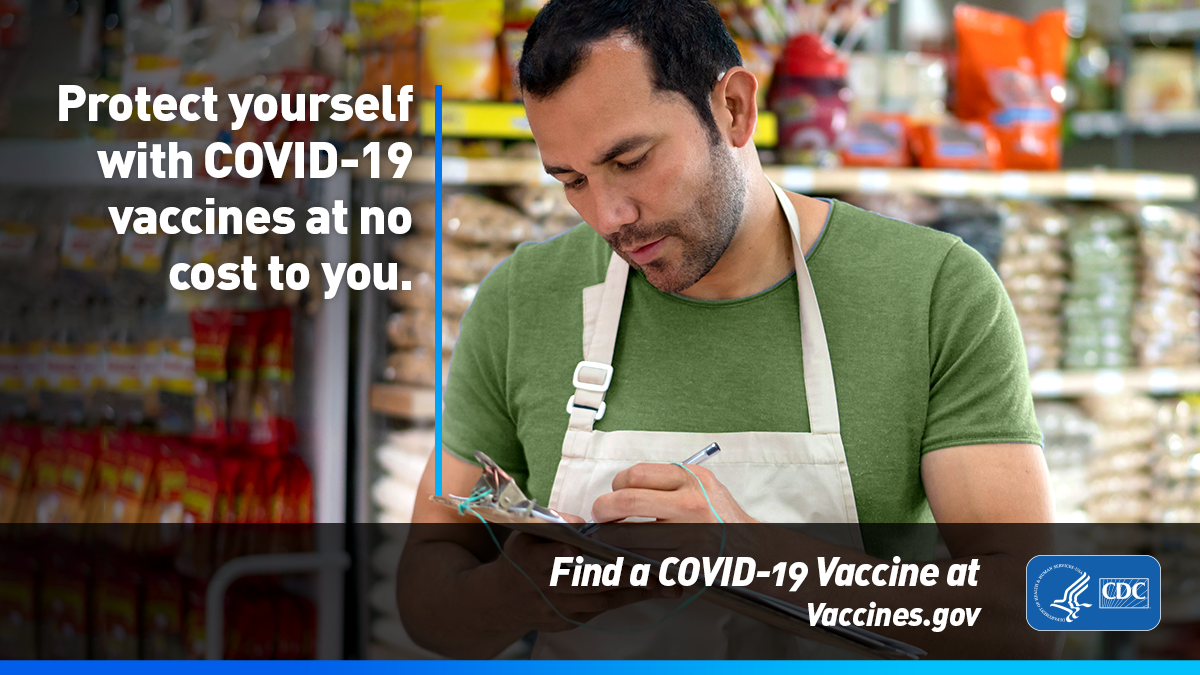 Protect yourself
with COVID-19
vaccines at no
cost to you.
Find a COVID-19 Vaccine at
Vaccines.gov
CDC